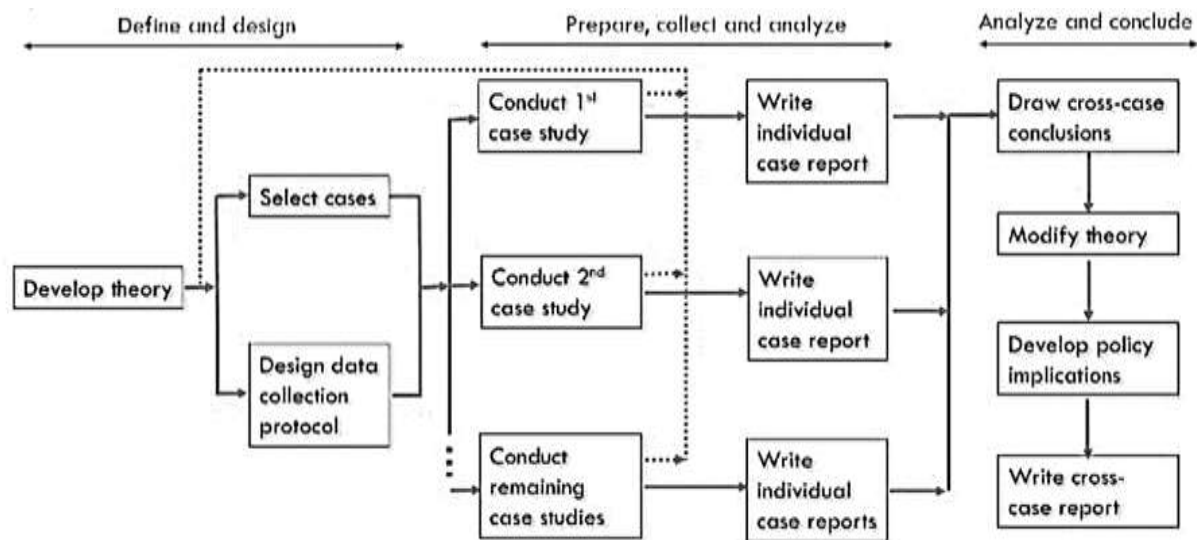 Define and design
Prepare, collect and analyze
Analyze and conclude
Develop theory
Select cases
Design data
collection
protocol
Conduct 1st
case study
Conduct 2nd
case study
Conduct
remaining
case studies
Write
individual
case report
Write
individual
case report
Write
individual
case reports
Draw cross-case
conclusions
Modify theory
Develop policy
implications
Write cross-
case report